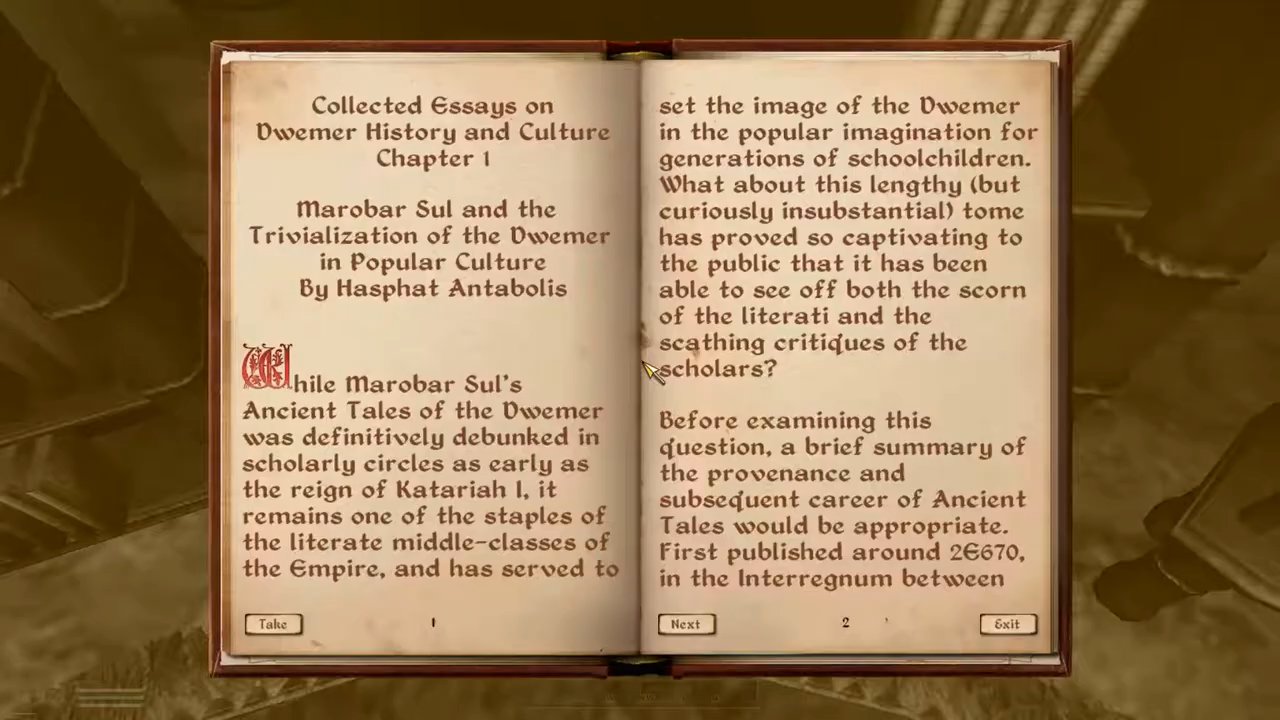 Collected Essays on
Dwemer History and Culture
Chapter 1
Marobar Sul and the
Trivialization of the Dwemer
in Popular Culture
By Hasphat Antabolis
While Marobar Sul's
Ancient Tales of the Dwemer
was definitively debunked in
scholarly circles as early as
the reign of Katariah I, it
remains one of the staples of
the literate middle-classes of
the Empire, and has served to
Take
1
set the image of the Dwemer
in the popular imagination for
generations of schoolchildren.
What about this lengthy (but
curiously insubstantial) tome
has proved so captivating to
the public that it has been
able to see off both the scorn
of the literati and the
scathing critiques of the
scholars?
Before examining this
question, a brief summary of
the provenance and
subsequent career of Ancient
Tales would be appropriate.
First published around 2E670,
in the Interregnum between
Next
2
Exit